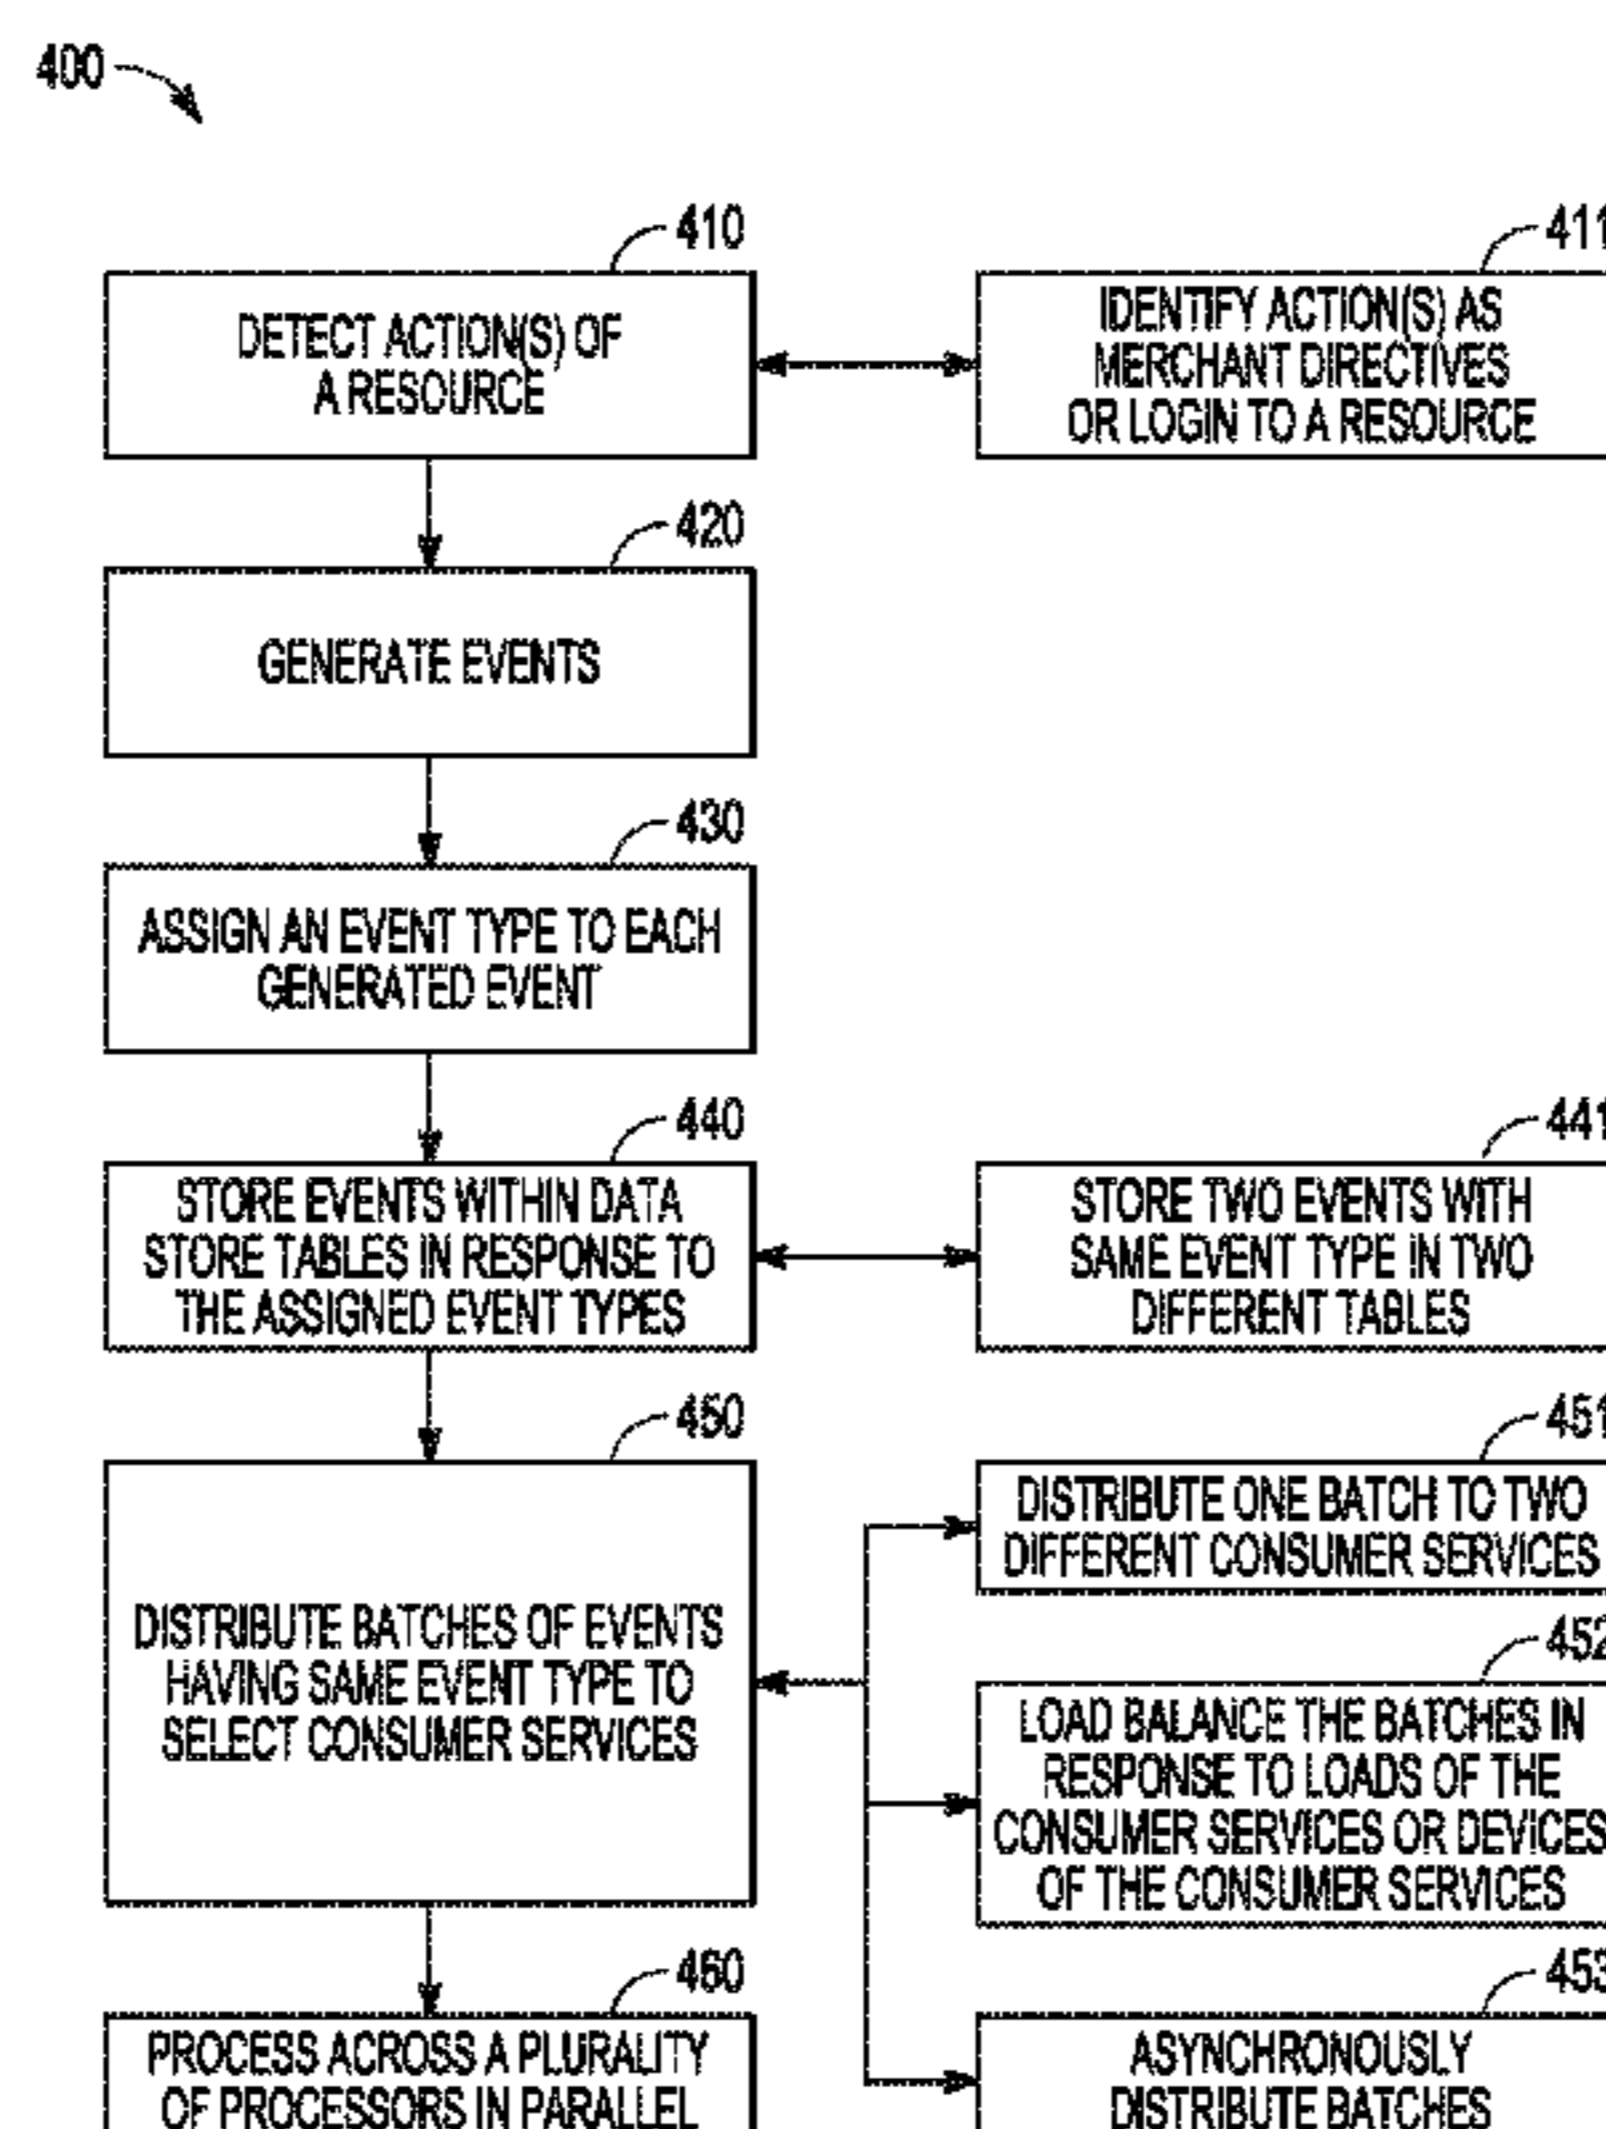 400
410
DETECT ACTION(S) OF
A RESOURCE
411
IDENTIFY ACTION(S) AS
MERCHANT DIRECTIVES
OR LOGIN TO A RESOURCE
420
GENERATE EVENTS
430
ASSIGN AN EVENT TYPE TO EACH
GENERATED EVENT
440
STORE EVENTS WITHIN DATA
STORE TABLES IN RESPONSE TO
THE ASSIGNED EVENT TYPES
441
STORE TWO EVENTS WITH
SAME EVENT TYPE IN TWO
DIFFERENT TABLES
450
DISTRIBUTE BATCHES OF EVENTS
HAVING SAME EVENT TYPE TO
SELECT CONSUMER SERVICES
451
DISTRIBUTE ONE BATCH TO TWO
DIFFERENT CONSUMER SERVICES
452
LOAD BALANCE THE BATCHES IN
RESPONSE TO LOADS OF THE
CONSUMER SERVICES OR DEVICES
OF THE CONSUMER SERVICES
460
PROCESS ACROSS A PLURALITY
OF PROCESSORS IN PARALLEL
453
ASYNCHRONOUSLY
DISTRIBUTE BATCHES